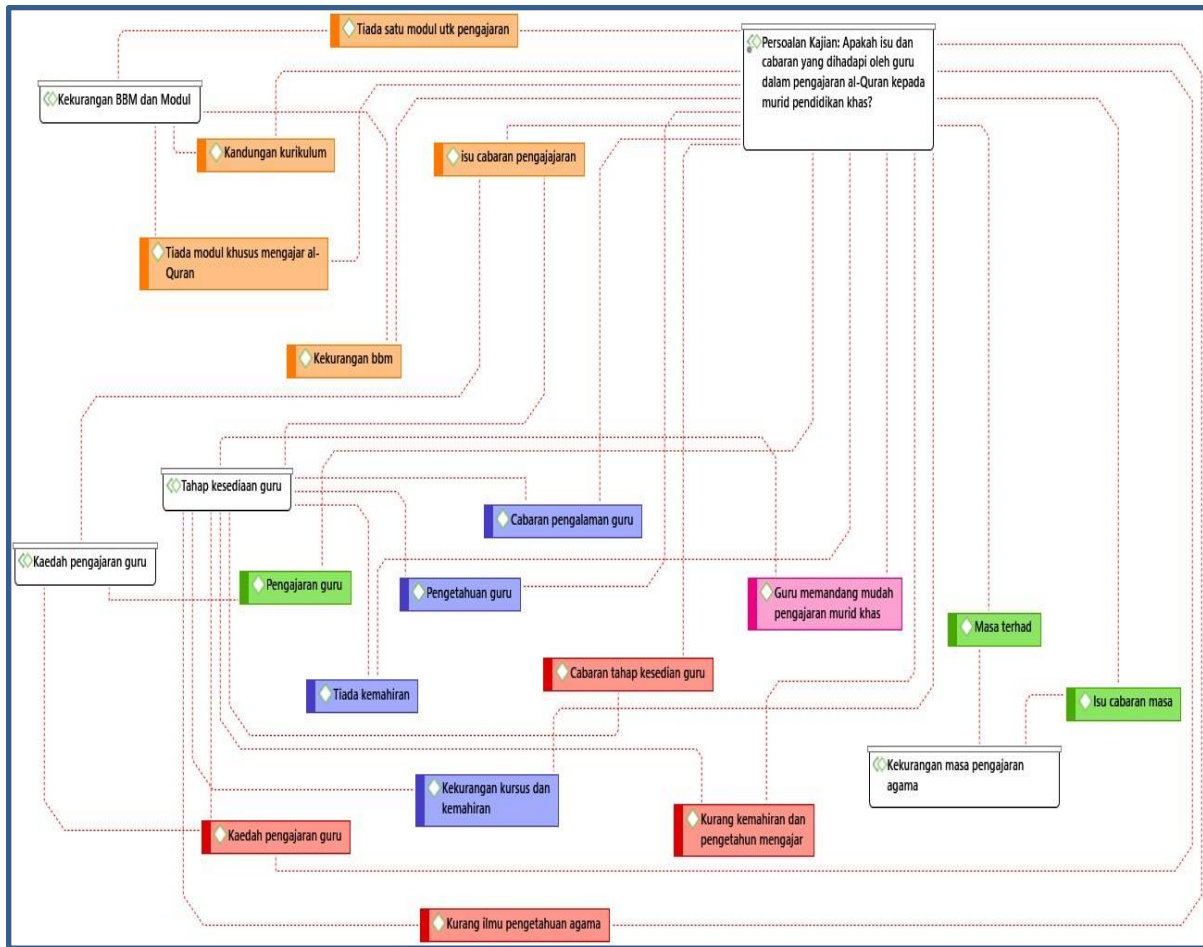 Tiada satu modul utk pengajaran
Persoalan Kajian: Apakah isu dan
cabaran yang dihadapi oleh guru
dalam pengajaran al-Quran kepada
murid pendidikan khas?
Kekurangan BBM dan Modul
Kandungan kurikulum
isu cabaran pengajajaran
Tiada modul khusus mengajar al-
Quran
Kekurangan bbm
Tahap kesediaan guru
Cabaran pengalaman guru
Kaedah pengajaran guru
Pengajaran guru
Pengetahuan guru
Guru memandang mudah
pengajaran murid khas
Masa terhad
Cabaran tahap kesedian guru
Tiada kemahiran
Isu cabaran masa
Kekurangan masa pengajaran
agama
Kekurangan kursus dan
kemahiran
Kurang kemahiran dan
pengetahun mengajar
Kaedah pengajaran guru
Kurang ilmu pengetahuan agama